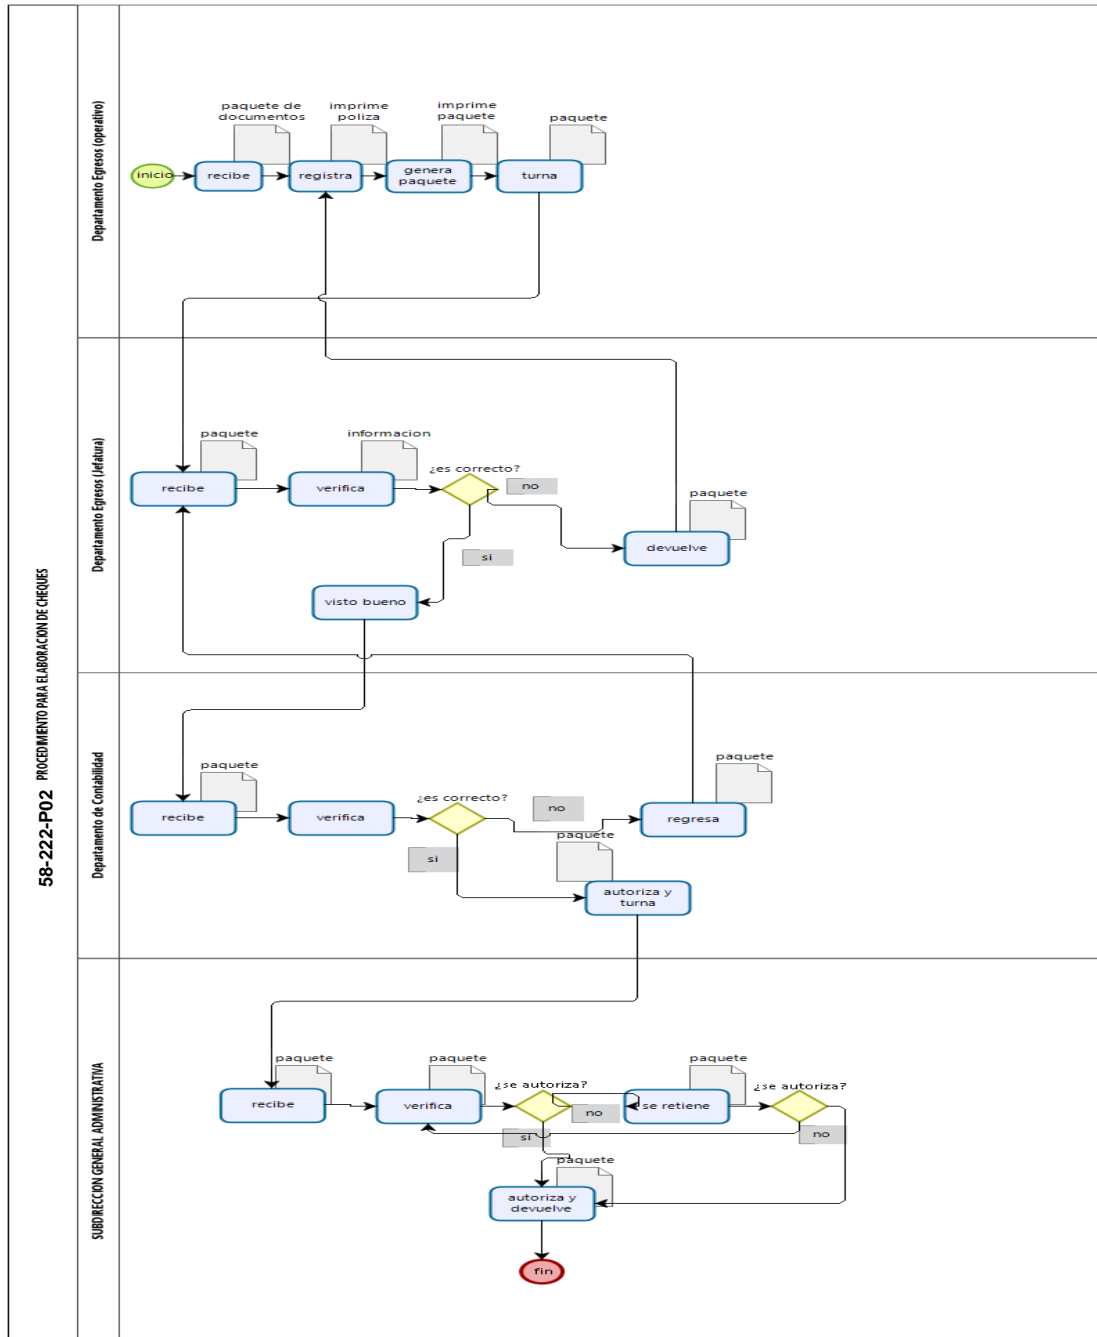 58-222-P02 PROCEDIMIENTO PARA ELABORACION DE CHEQUES
Departamento Egresos (operativo)
paquete de
documentos
imprime
poliza
imprime
paquete
paquete
inicio
recibe
registra
genera
paquete
turna
Departamento Egresos (Jefatura)
paquete
informacion
¿es correcto?
paquete
recibe
verifica
no
devuelve
si
visto bueno
Departamento de Contabilidad
paquete
¿es correcto?
no
paquete
recibe
verifica
regresa
paquete
si
autoriza y
turna
SUBDIRECCION GENERAL ADMINISTRATIVA
paquete
paquete
¿se autoriza?
paquete
¿se autoriza?
recibe
verifica
no
se retiene
si
no
paquete
autoriza y
devuelve
fin